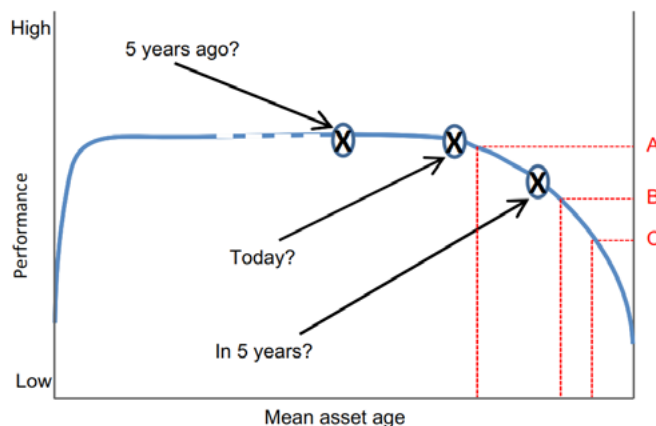 High
5 years ago?
A
B
Today?
C
Performance
In 5 years?
Low
Mean asset age
X
X
X